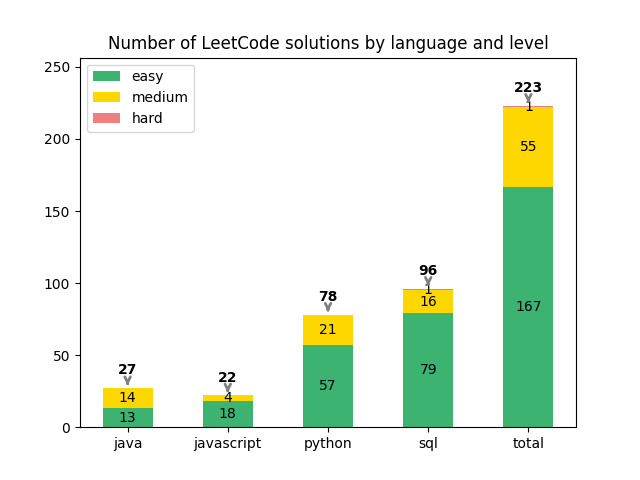 Number of LeetCode solutions by language and level
easy
medium
hard
250
200
150
100
50
0
223
1
55
167
96
1
16
79
78
21
57
27
14
13
22
4
18
java
javascript
python
sql
total